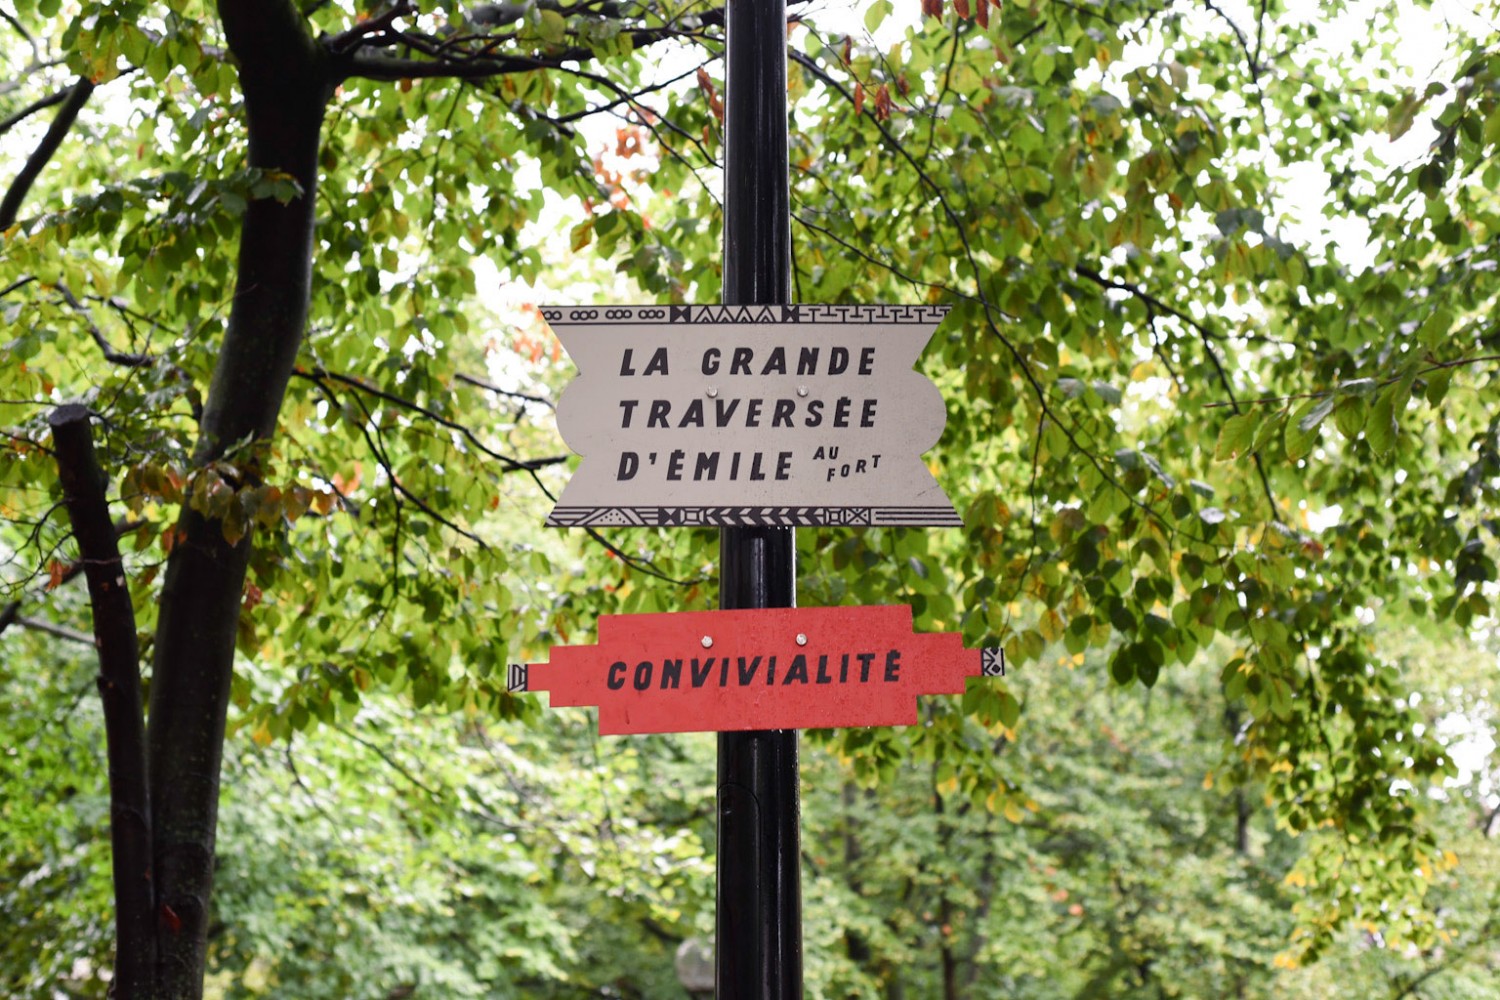 LA GRANDE
TRAVERSÉE
D'ÉMILE AU FORT
CONVIVIALITÉ